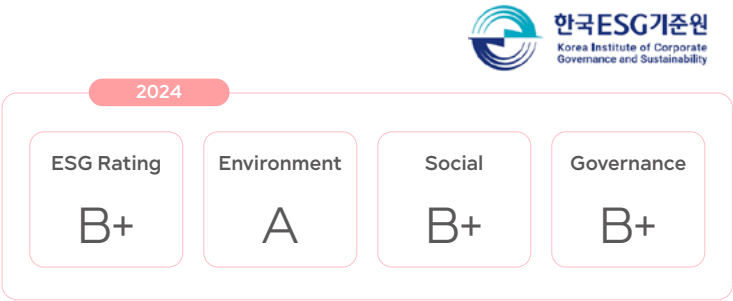 한국ESG기준원
Korea Institute of Corporate
Governance and Sustainability
2024
ESG Rating
B+
Environment
A
Social
B+
Governance
B+